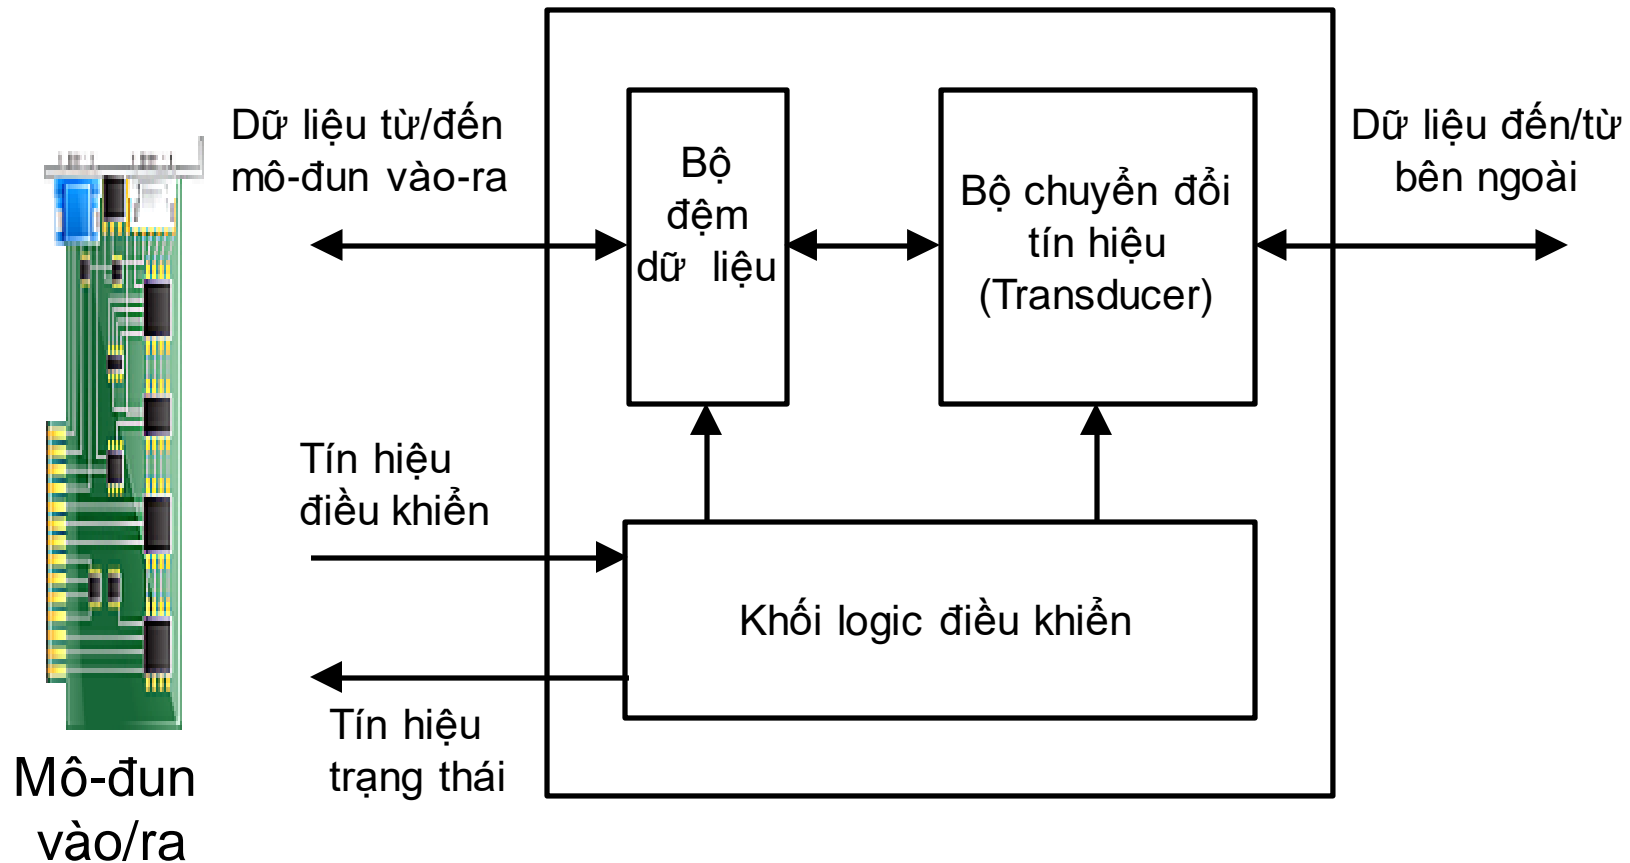 Dữ liệu từ/đến
mô-đun vào-ra
Bộ
đệm
dữ liệu
Bộ chuyển đổi
tín hiệu
(Transducer)
Dữ liệu đến/từ
bên ngoài
Tín hiệu
điều khiển
Khối logic điều khiển
Tín hiệu
trạng thái
Mô-đun
vào/ra